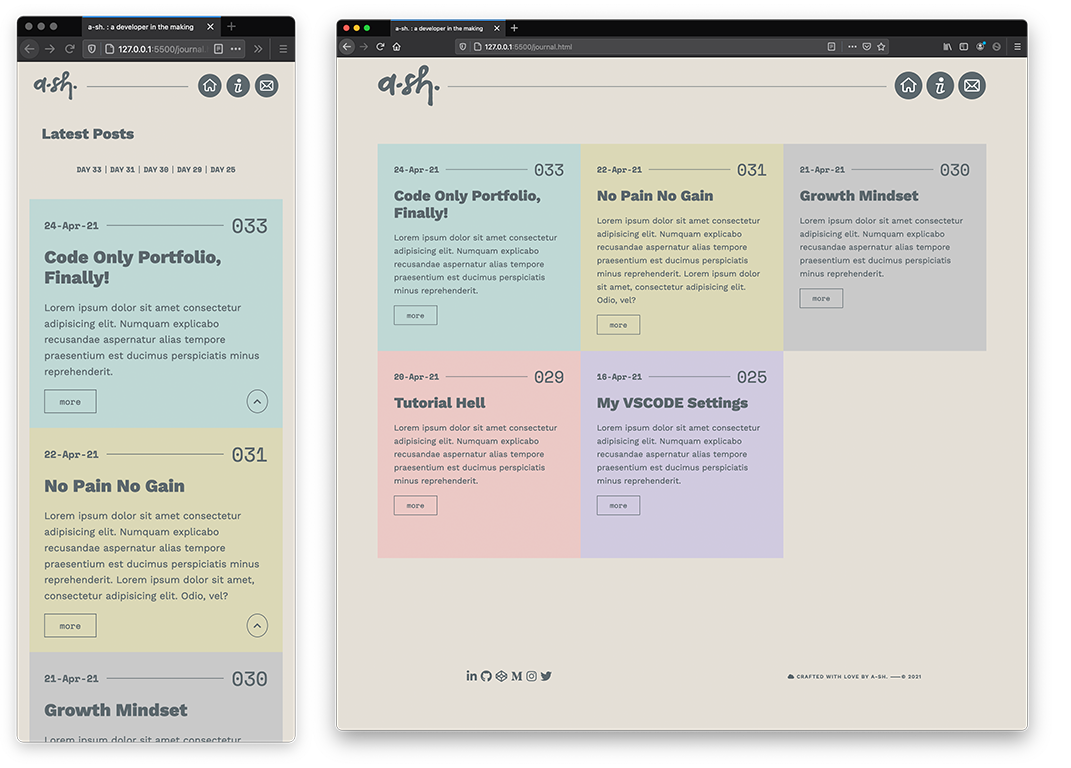 a-sh. : a developer in the making
127.0.0.1:5500/journal.
a-sh.
Latest Posts
DAY 33 | DAY 31 | DAY 30 | DAY 29 | DAY 25
24-Apr-21 033
Code Only Portfolio,
Finally!
Lorem ipsum dolor sit amet consectetur
adipisicing elit. Numquam explicabo
recusandae aspernatur alias tempore
praesentium est ducimus perspiciatis minus
reprehenderit.
more
22-Apr-21 031
No Pain No Gain
Lorem ipsum dolor sit amet consectetur
adipisicing elit. Numquam explicabo
recusandae aspernatur alias tempore
praesentium est ducimus perspiciatis minus
reprehenderit. Lorem ipsum dolor sit amet,
consectetur adipisicing elit. Odio, vel?
more
21-Apr-21 030
Growth Mindset
Lorem ipsum dolor sit amet consectetur
a-sh. : a developer in the making
127.0.0.1:5500/journal.html
a-sh.
24-Apr-21 033
Code Only Portfolio,
Finally!
Lorem ipsum dolor sit amet consectetur
adipisicing elit. Numquam explicabo
recusandae aspernatur alias tempore
praesentium est ducimus perspiciatis
minus reprehenderit.
more
22-Apr-21 031
No Pain No Gain
Lorem ipsum dolor sit amet consectetur
adipisicing elit. Numquam explicabo
recusandae aspernatur alias tempore
praesentium est ducimus perspiciatis
minus reprehenderit. Lorem ipsum dolor
sit amet, consectetur adipisicing elit.
Odio, vel?
more
21-Apr-21 030
Growth Mindset
Lorem ipsum dolor sit amet consectetur
adipisicing elit. Numquam explicabo
recusandae aspernatur alias tempore
praesentium est ducimus perspiciatis
minus reprehenderit.
more
20-Apr-21 029
Tutorial Hell
Lorem ipsum dolor sit amet consectetur
adipisicing elit. Numquam explicabo
recusandae aspernatur alias tempore
praesentium est ducimus perspiciatis
minus reprehenderit.
more
16-Apr-21 025
My VSCODE Settings
Lorem ipsum dolor sit amet consectetur
adipisicing elit. Numquam explicabo
recusandae aspernatur alias tempore
praesentium est ducimus perspiciatis
minus reprehenderit.
more
CRAFTED WITH LOVE BY A-SH. ——© 2021